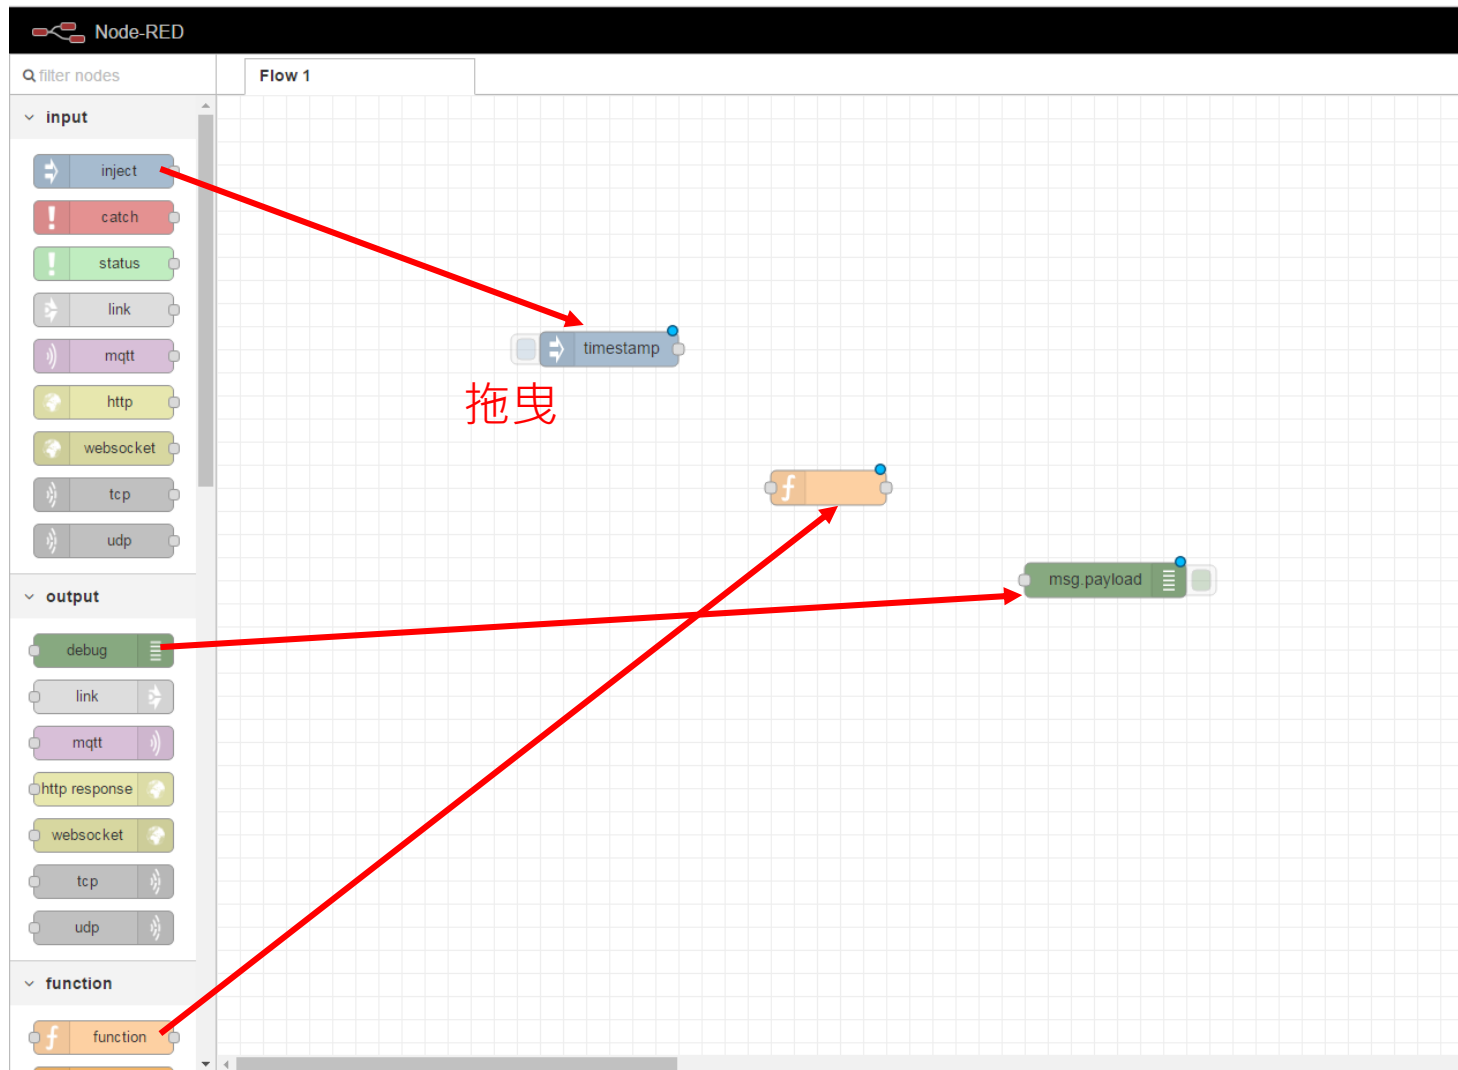 Node-RED
filter nodes
Flow 1
input
inject
catch
status
link
mqtt
http
websocket
tcp
udp
output
debug
link
mqtt
http response
websocket
tcp
udp
function
function
timestamp
拖曳
msg.payload